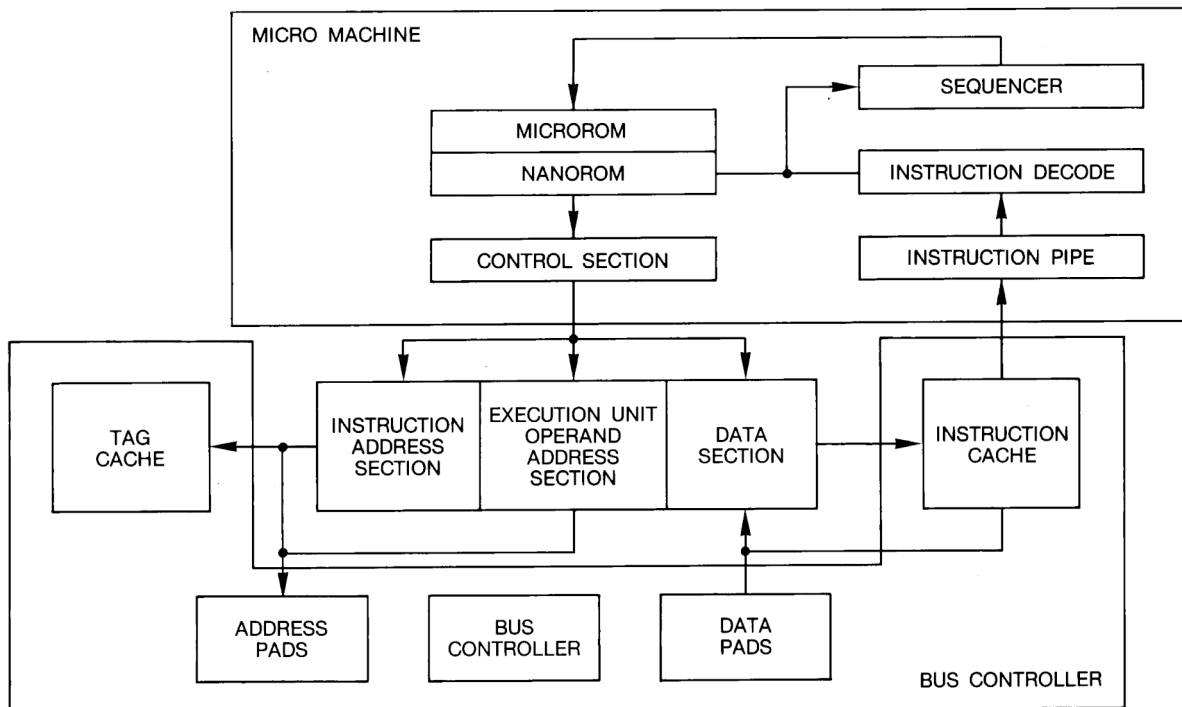 MICRO MACHINE
SEQUENCER
MICROROM
NANOROM
INSTRUCTION DECODE
CONTROL SECTION
INSTRUCTION PIPE
TAG
CACHE
INSTRUCTION
ADDRESS
SECTION
EXECUTION UNIT
OPERAND
ADDRESS
SECTION
DATA
SECTION
INSTRUCTION
CACHE
ADDRESS
PADS
BUS
CONTROLLER
DATA
PADS
BUS CONTROLLER